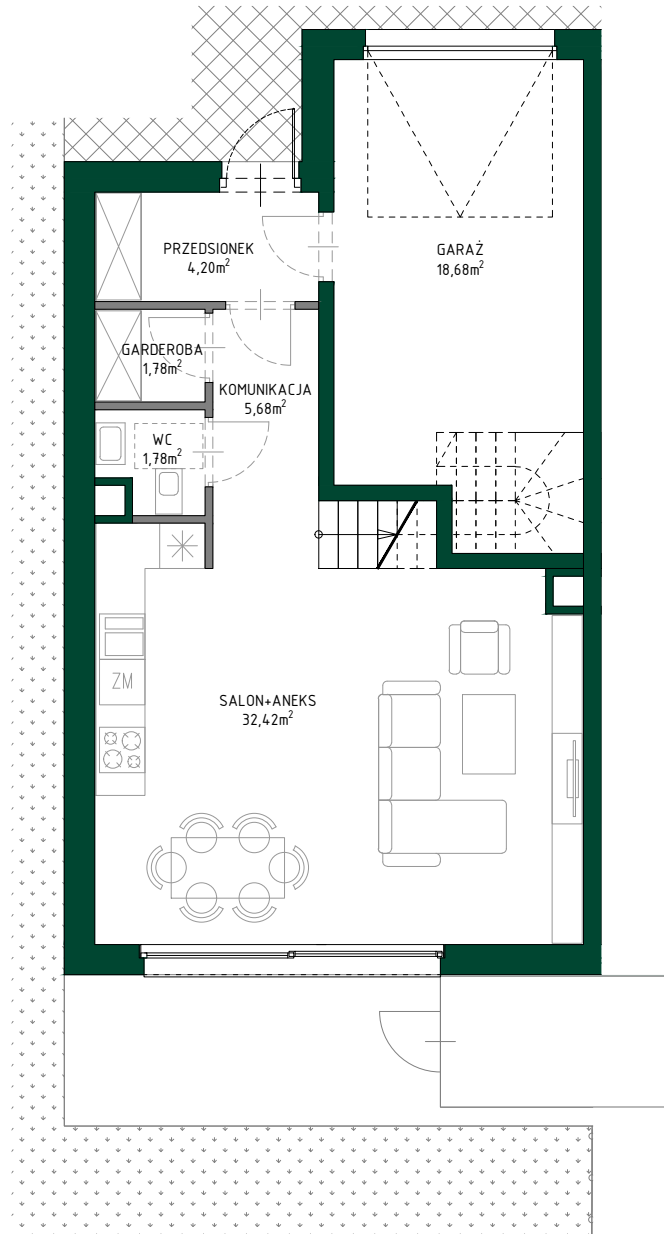 PRZEDSIONEK
4,20m²
GARAŻ
18,68m²
GARDEROBA
1,78m²
KOMUNIKACJA
5,68m²
WC
1,78m²
ZM
SALON+ANEKS
32,42m²